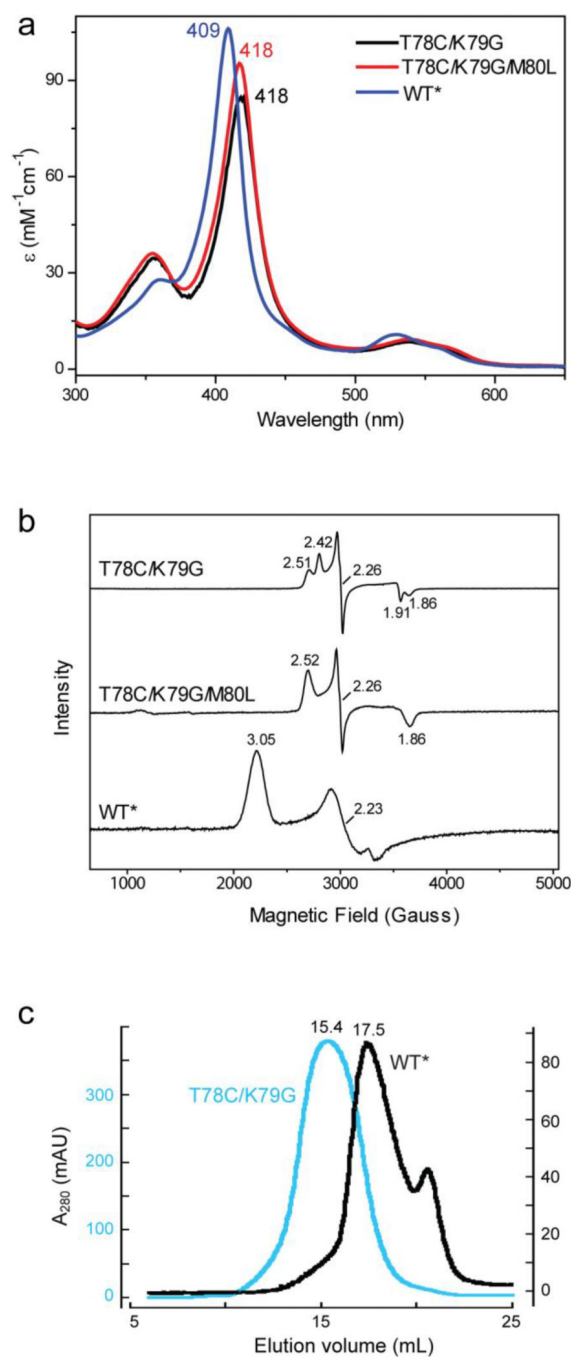 a
409
418
418
T78C/K79G
T78C/K79G/M80L
WT*
90
60
30
0
ε (mM⁻¹cm⁻¹)
300 400 500 600
Wavelength (nm)
b
T78C/K79G
2.51
2.42
2.26
1.91
1.86
T78C/K79G/M80L
2.52
2.26
1.86
WT*
3.05
2.23
Intensity
1000 2000 3000 4000 5000
Magnetic Field (Gauss)
c
15.4 17.5
T78C/K79G
WT*
300
200
100
0
A₂₈₀ (mAU)
80
60
40
20
0
5 15 25
Elution volume (mL)